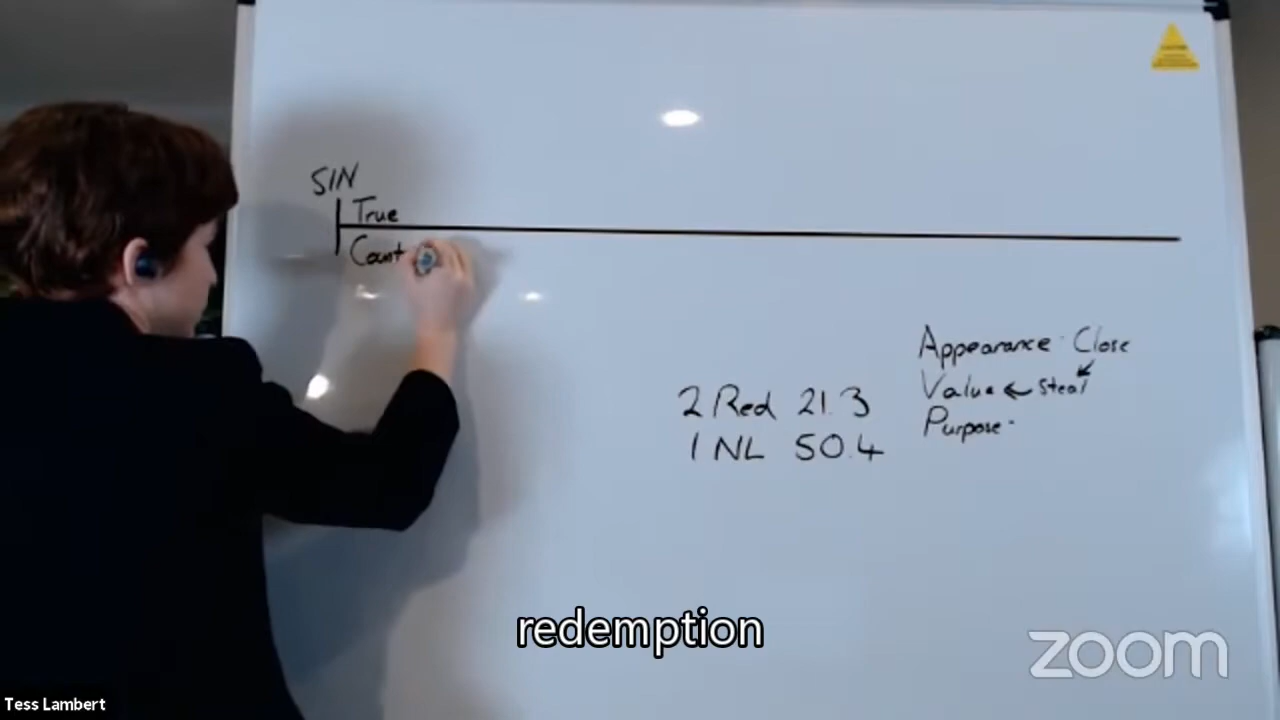 SIN
True
Count
Appearance · Close
Value ← Steal
Purpose ·
2 Red 21.3
1 NL 50.4
redemption
zoom
Tess Lambert